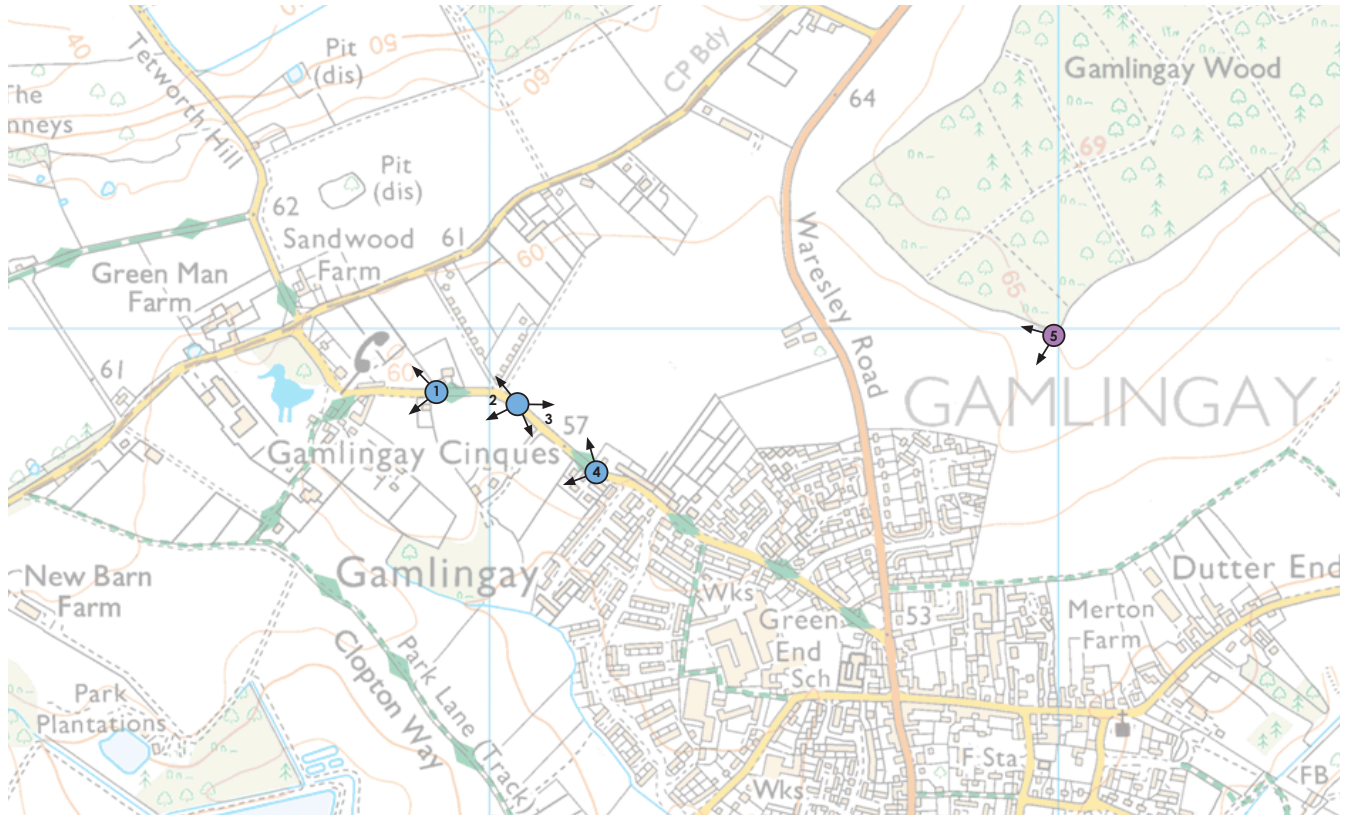 40
Tetworth Hill
Pit
(dis)
50
60
CP Bdy
64
Gamlingay Wood
69
Pit
(dis)
62
Sandwood
Farm
61
60
Green Man
Farm
65
Waresley Road
61
60
1
2
3
57
4
5
GAMLINGAY
Gamlingay Cinques
New Barn
Farm
Gamlingay
Wks
Green
End
Sch
53
Merton
Farm
Dutter End
Park
Plantations
Clopton Way
Park Lane (Track)
F Sta
Wks
FB